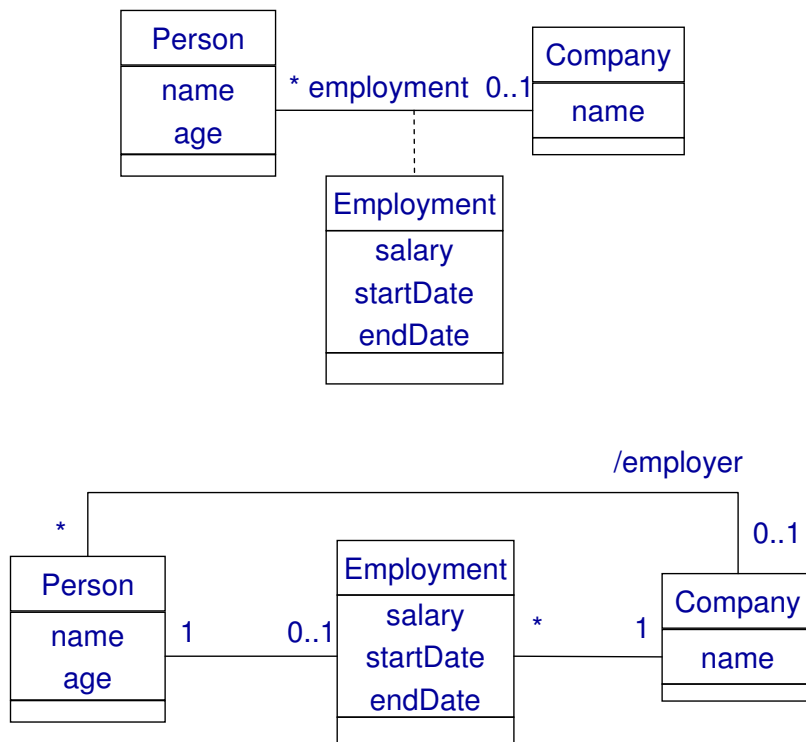 Person
name
age
* employment 0..1
Company
name
Employment
salary
startDate
endDate
/employer
*
0..1
Person
name
age
1
0..1
Employment
salary
startDate
endDate
*
1
Company
name